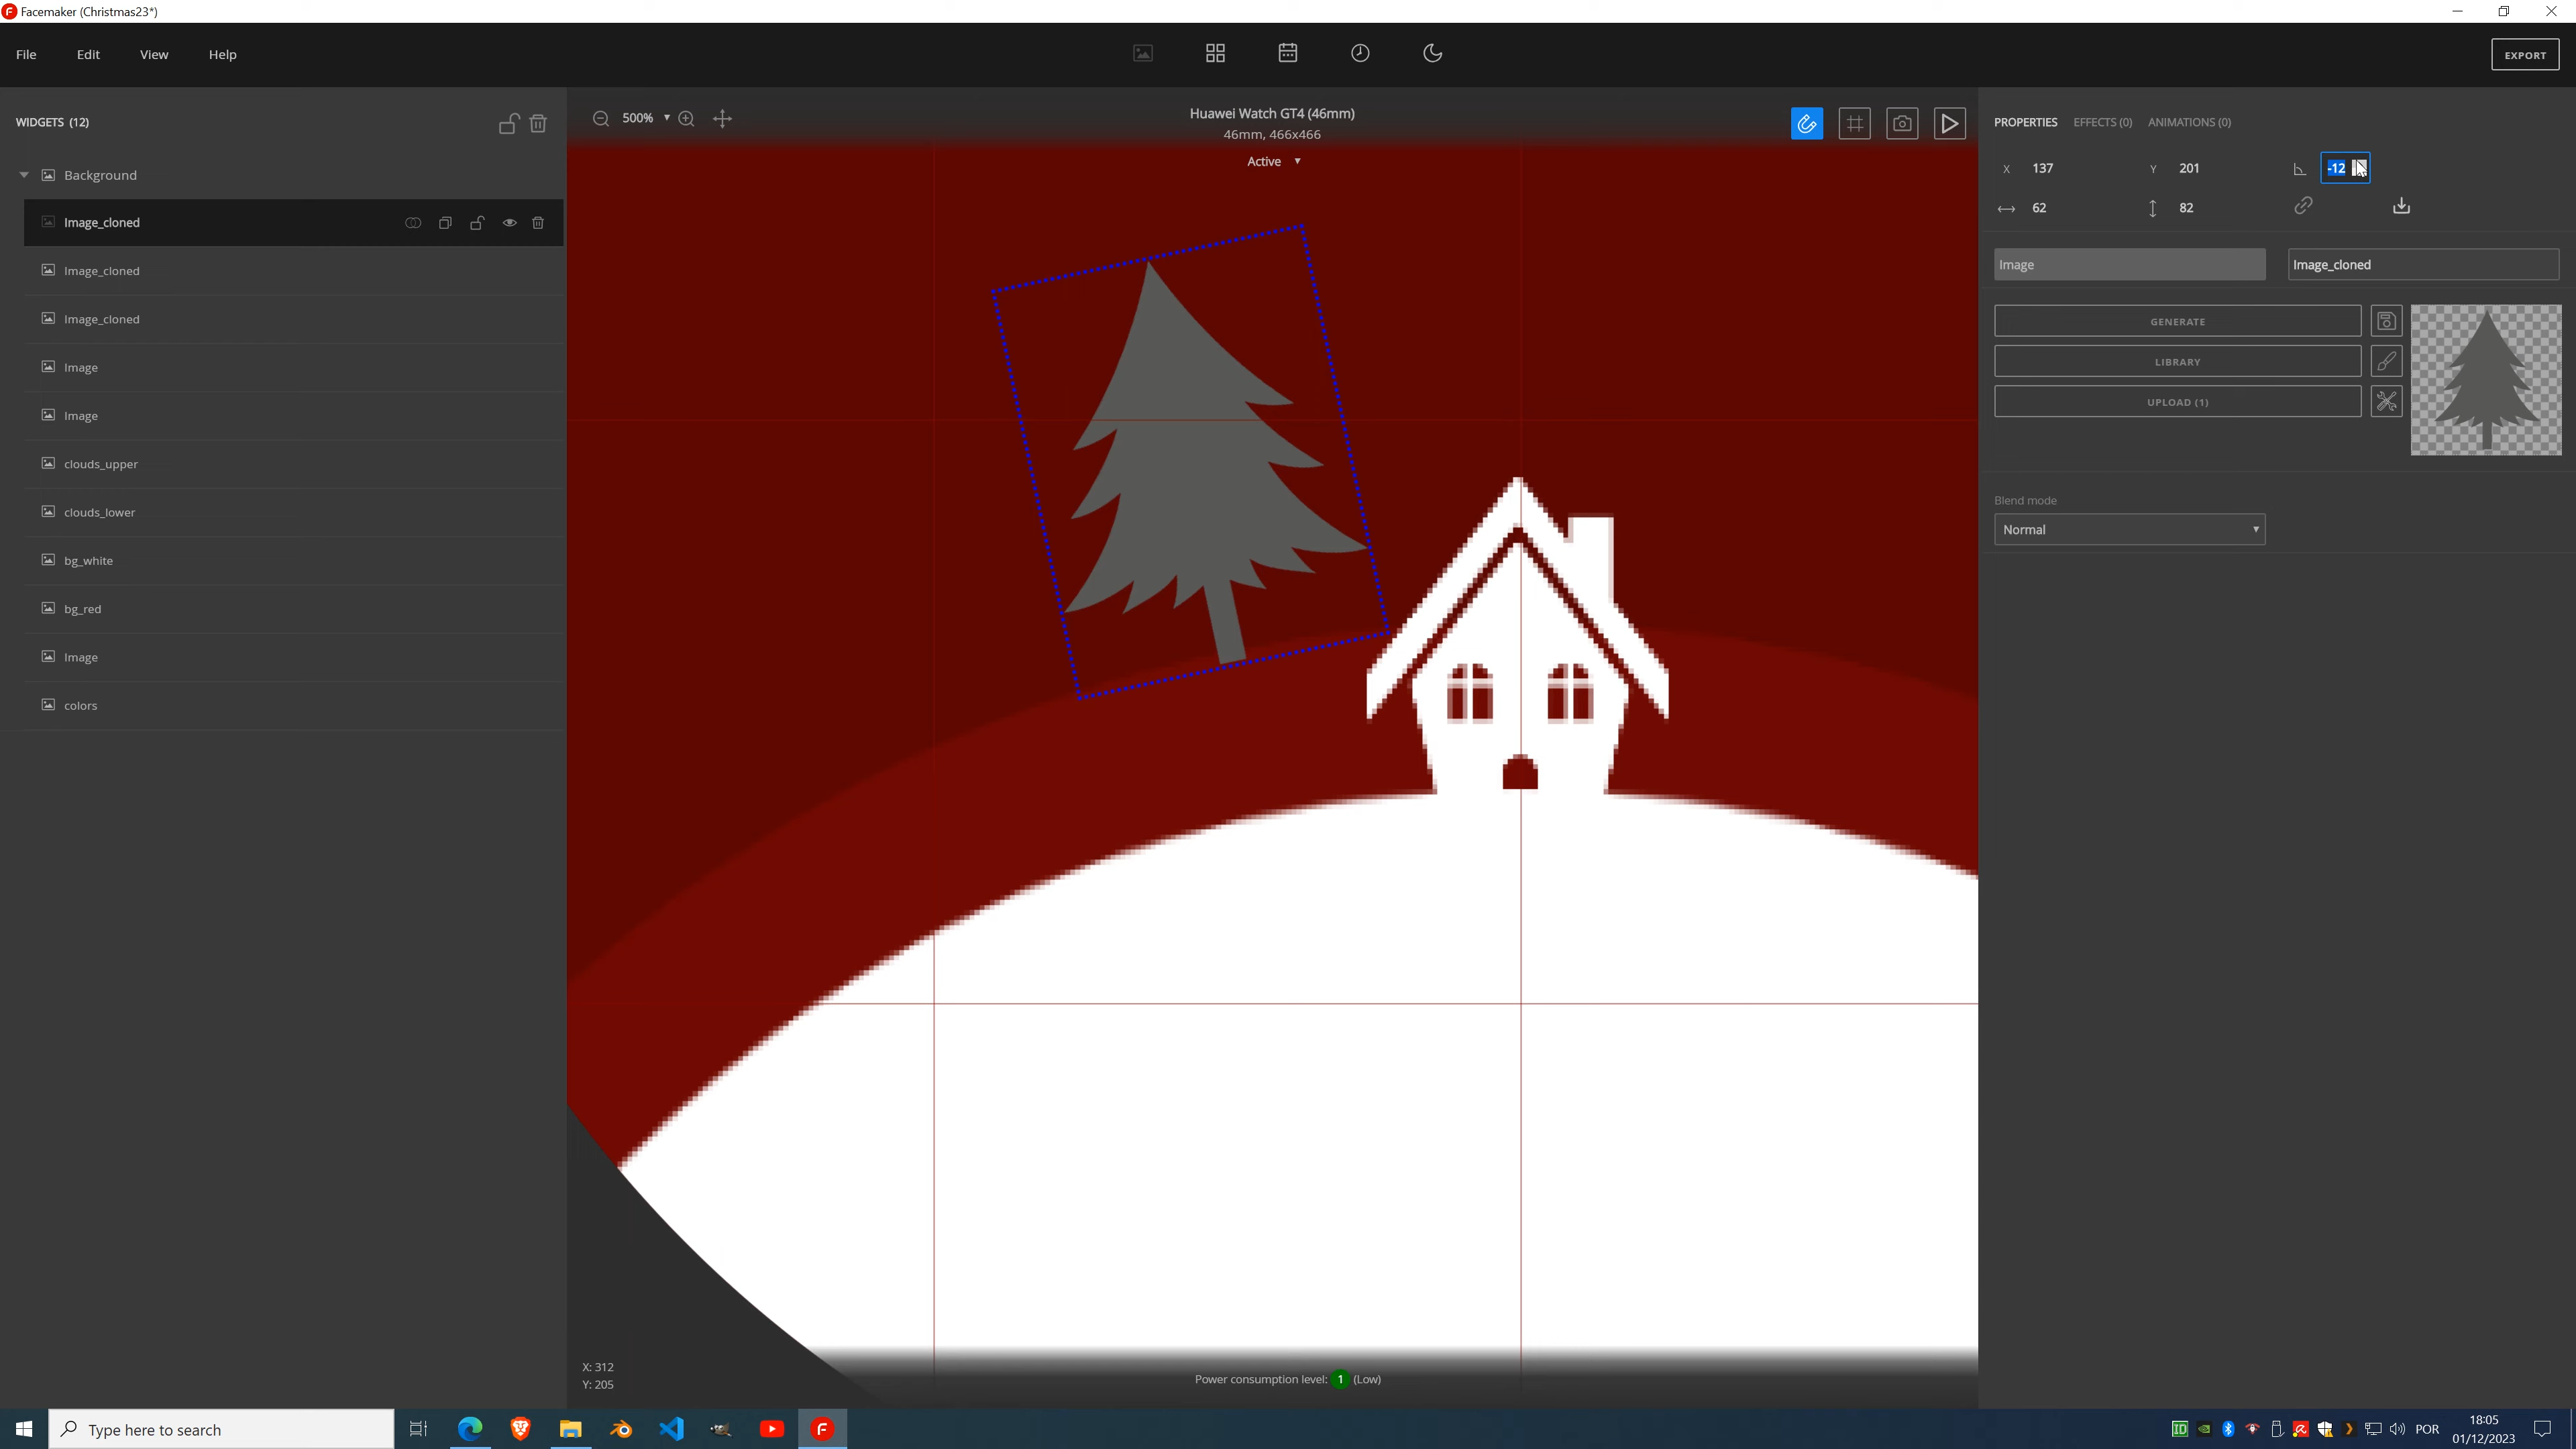 Facemaker (Christmas23*)
File Edit View Help
EXPORT
WIDGETS (12)
Background
Image_cloned
Image_cloned
Image_cloned
Image
Image
clouds_upper
clouds_lower
bg_white
bg_red
Image
colors
500%
Huawei Watch GT4 (46mm)
46mm, 466x466
Active
X: 312
Y: 205
Power consumption level: 1 (Low)
PROPERTIES EFFECTS (0) ANIMATIONS (0)
X 137 Y 201 -12
62 82
Image Image_cloned
GENERATE
LIBRARY
UPLOAD (1)
Blend mode
Normal
Type here to search
ID
POR
18:05
01/12/2023